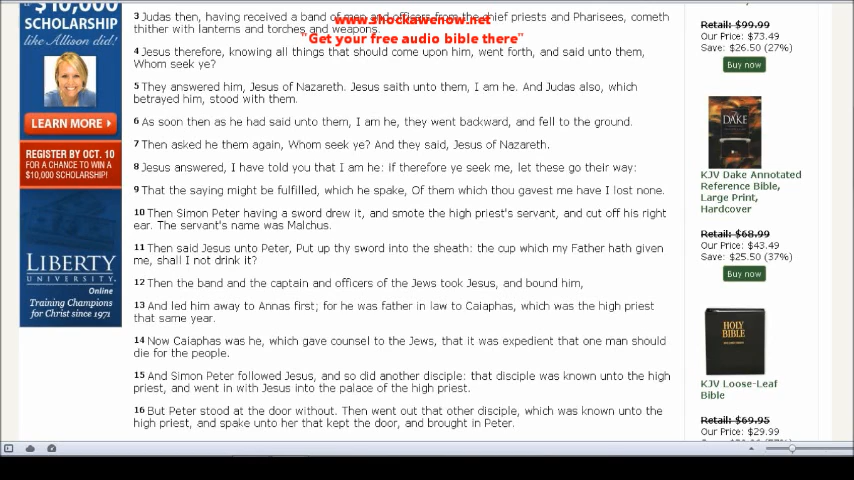 $10,000
SCHOLARSHIP
like Allison did!
LEARN MORE
REGISTER BY OCT. 10
FOR A CHANCE TO WIN A
$10,000 SCHOLARSHIP!
LIBERTY
UNIVERSITY.
Online
Training Champions
for Christ since 1971
www.shockawenow.net
"Get your free audio bible there"
3 Judas then, having received a band of men and officers from the chief priests and Pharisees, cometh
thither with lanterns and torches and weapons.
4 Jesus therefore, knowing all things that should come upon him, went forth, and said unto them,
Whom seek ye?
5 They answered him, Jesus of Nazareth. Jesus saith unto them, I am he. And Judas also, which
betrayed him, stood with them.
6 As soon then as he had said unto them, I am he, they went backward, and fell to the ground.
7 Then asked he them again, Whom seek ye? And they said, Jesus of Nazareth.
8 Jesus answered, I have told you that I am he: if therefore ye seek me, let these go their way:
9 That the saying might be fulfilled, which he spake, Of them which thou gavest me have I lost none.
10 Then Simon Peter having a sword drew it, and smote the high priest's servant, and cut off his right
ear. The servant's name was Malchus.
11 Then said Jesus unto Peter, Put up thy sword into the sheath: the cup which my Father hath given
me, shall I not drink it?
12 Then the band and the captain and officers of the Jews took Jesus, and bound him,
13 And led him away to Annas first; for he was father in law to Caiaphas, which was the high priest
that same year.
14 Now Caiaphas was he, which gave counsel to the Jews, that it was expedient that one man should
die for the people.
15 And Simon Peter followed Jesus, and so did another disciple: that disciple was known unto the high
priest, and went in with Jesus into the palace of the high priest.
16 But Peter stood at the door without. Then went out that other disciple, which was known unto the
high priest, and spake unto her that kept the door, and brought in Peter.
Retail: $99.99
Our Price: $73.49
Save: $26.50 (27%)
Buy now
DAKE
KJV Dake Annotated
Reference Bible,
Large Print,
Hardcover
Retail: $68.99
Our Price: $43.49
Save: $25.50 (37%)
Buy now
HOLY
BIBLE
KJV Loose-Leaf
Bible
Retail: $69.95
Our Price: $29.99